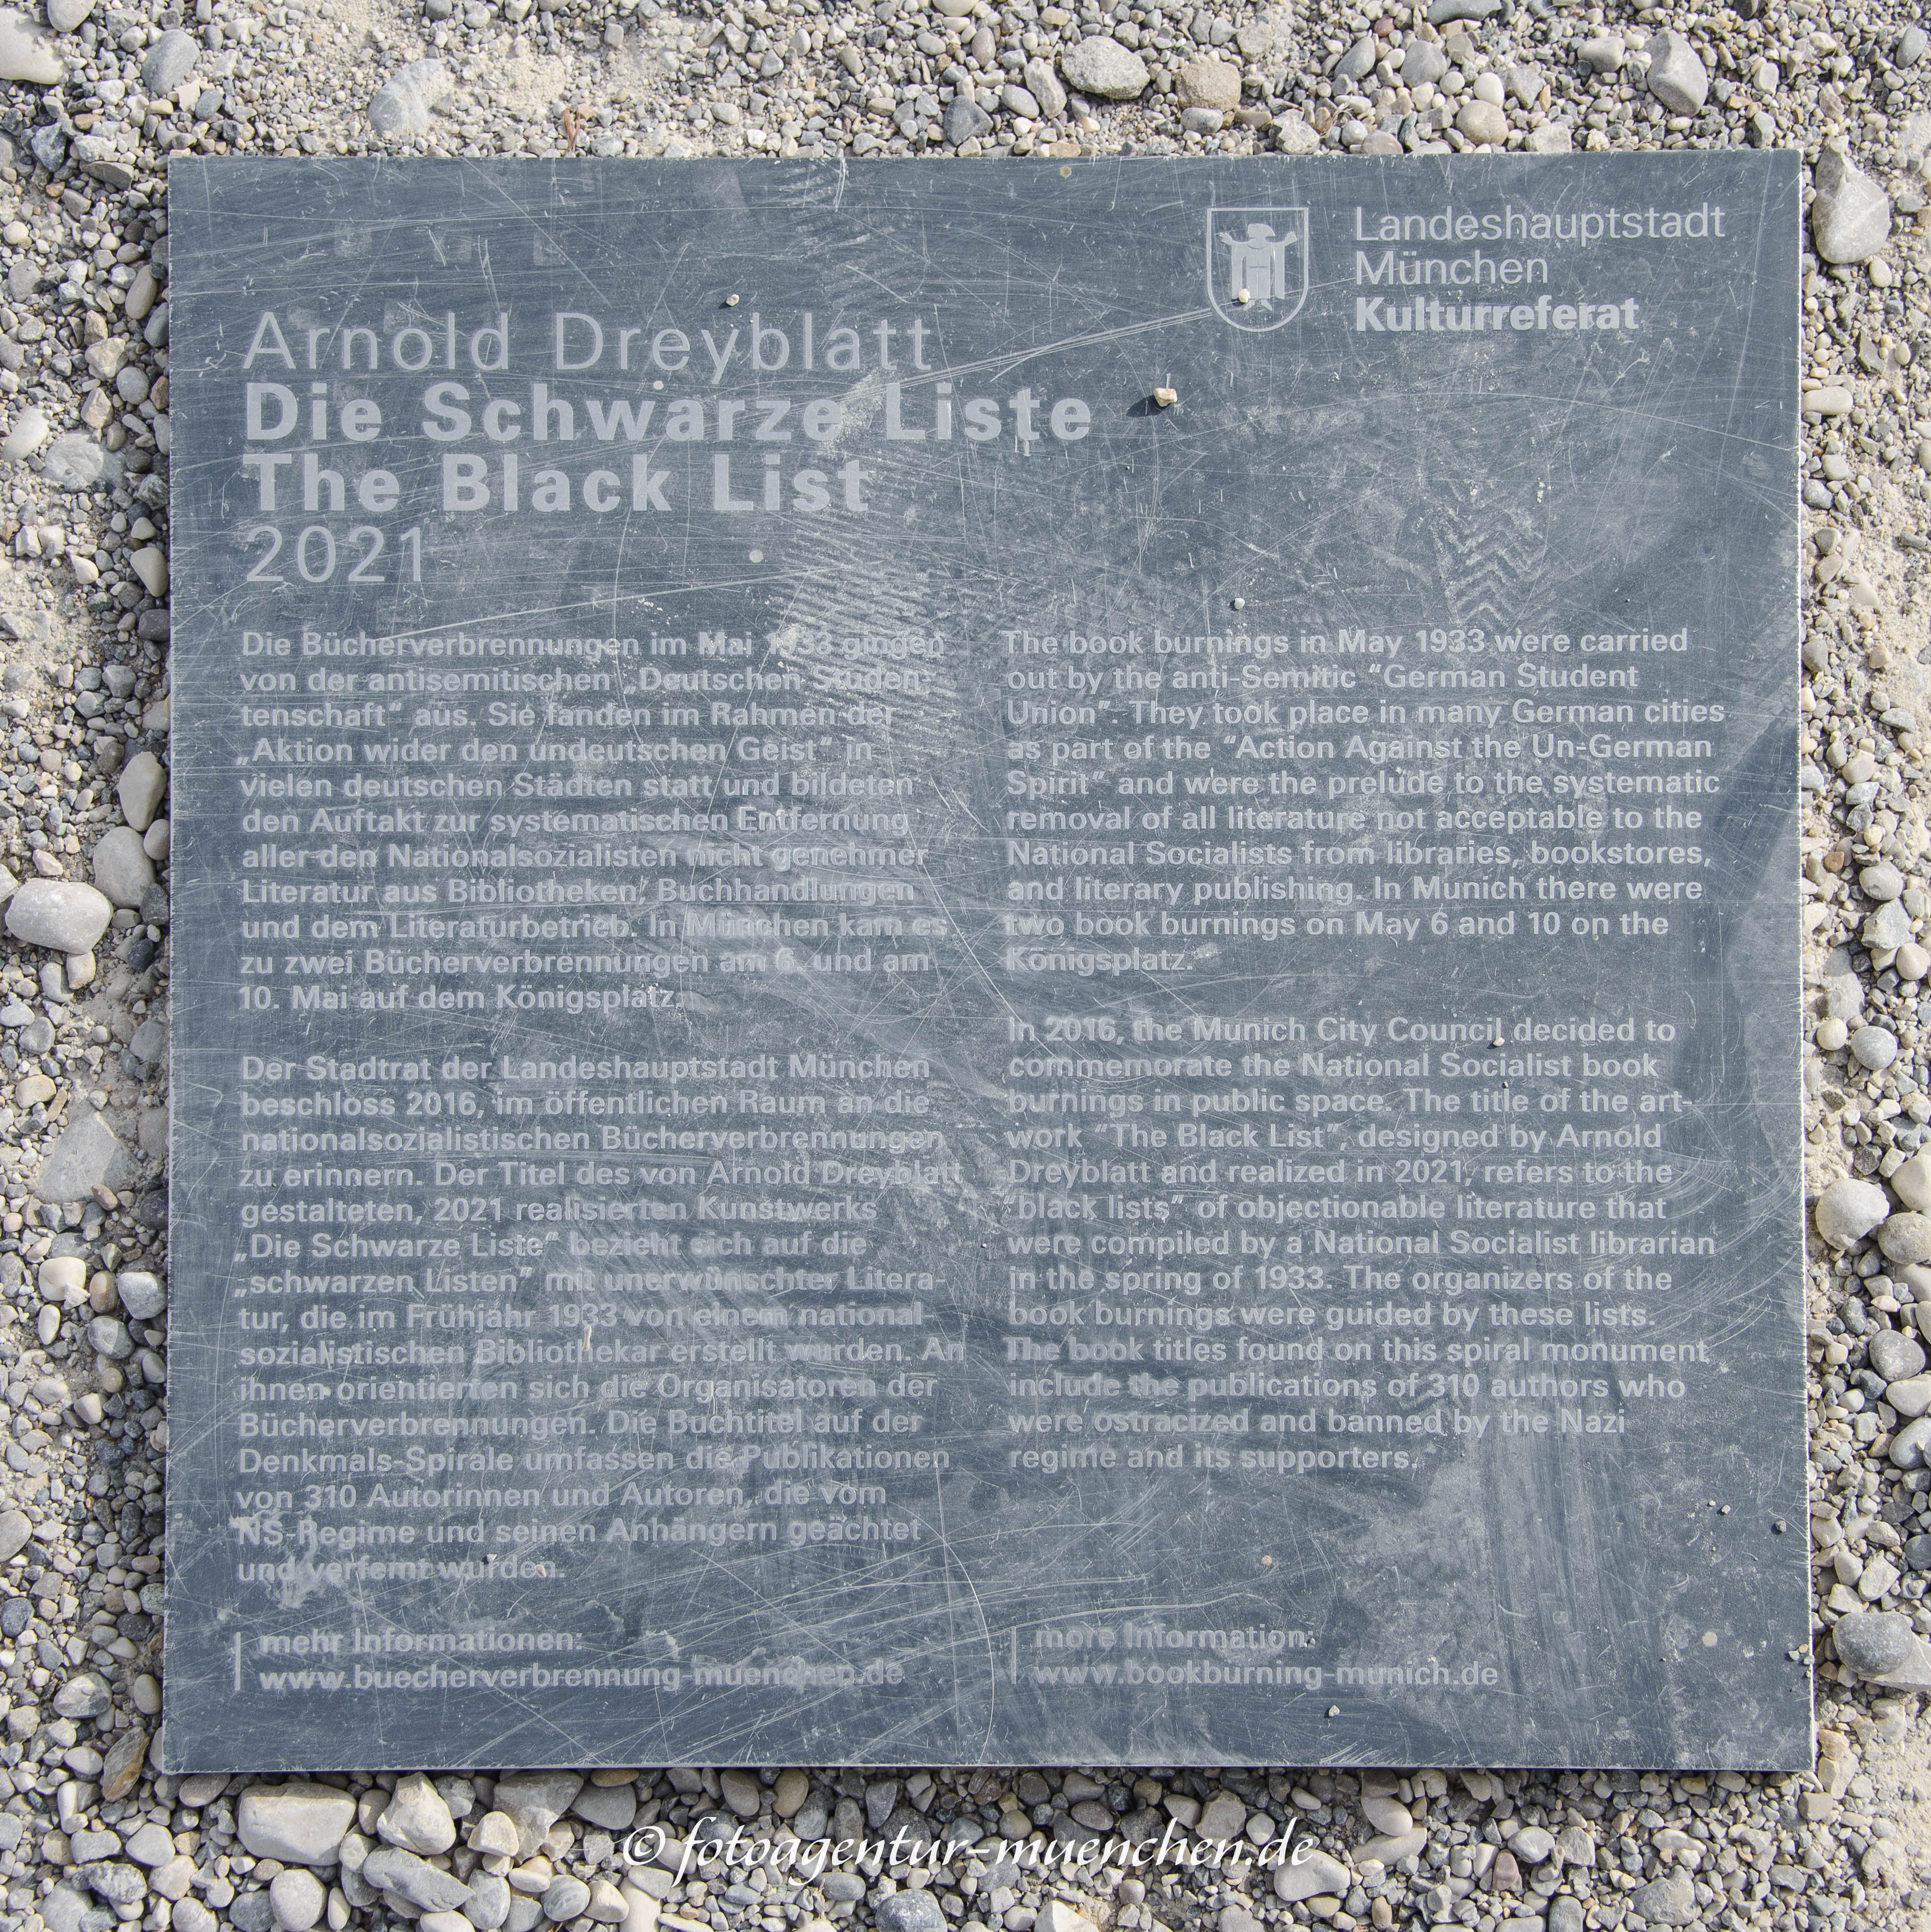 Landeshauptstadt
München
Kulturreferat
Arnold Dreyblatt
Die Schwarze Liste
The Black List
2021
Die Bücherverbrennungen im Mai 1933 gingen
von der antisemitischen „Deutschen Studen-
tenschaft“ aus. Sie fanden im Rahmen der
„Aktion wider den undeutschen Geist“ in
vielen deutschen Städten statt und bildeten
den Auftakt zur systematischen Entfernung
aller den Nationalsozialisten nicht genehmer
Literatur aus Bibliotheken, Buchhandlungen
und dem Literaturbetrieb. In München kam es
zu zwei Bücherverbrennungen am 6. und am
10. Mai auf dem Königsplatz.
Der Stadtrat der Landeshauptstadt München
beschloss 2016, im öffentlichen Raum an die
nationalsozialistischen Bücherverbrennungen
zu erinnern. Der Titel des von Arnold Dreyblatt
gestalteten, 2021 realisierten Kunstwerks
„Die Schwarze Liste“ bezieht sich auf die
„schwarzen Listen“ mit unerwünschter Litera-
tur, die im Frühjahr 1933 von einem national-
sozialistischen Bibliothekar erstellt wurden. An
ihnen orientierten sich die Organisatoren der
Bücherverbrennungen. Die Buchtitel auf der
Denkmals-Spirale umfassen die Publikationen
von 310 Autorinnen und Autoren, die vom
NS-Regime und seinen Anhängern geächtet
und verfemt wurden.
mehr Informationen:
www.buecherverbrennung-muenchen.de
The book burnings in May 1933 were carried
out by the anti-Semitic “German Student
Union”. They took place in many German cities
as part of the “Action Against the Un-German
Spirit” and were the prelude to the systematic
removal of all literature not acceptable to the
National Socialists from libraries, bookstores,
and literary publishing. In Munich there were
two book burnings on May 6 and 10 on the
Königsplatz.
In 2016, the Munich City Council decided to
commemorate the National Socialist book
burnings in public space. The title of the art-
work “The Black List”, designed by Arnold
Dreyblatt and realized in 2021, refers to the
“black lists” of objectionable literature that
were compiled by a National Socialist librarian
in the spring of 1933. The organizers of the
book burnings were guided by these lists.
The book titles found on this spiral monument
include the publications of 310 authors who
were ostracized and banned by the Nazi
regime and its supporters.
more Information:
www.bookburning-munich.de
© fotoagentur-muenchen.de